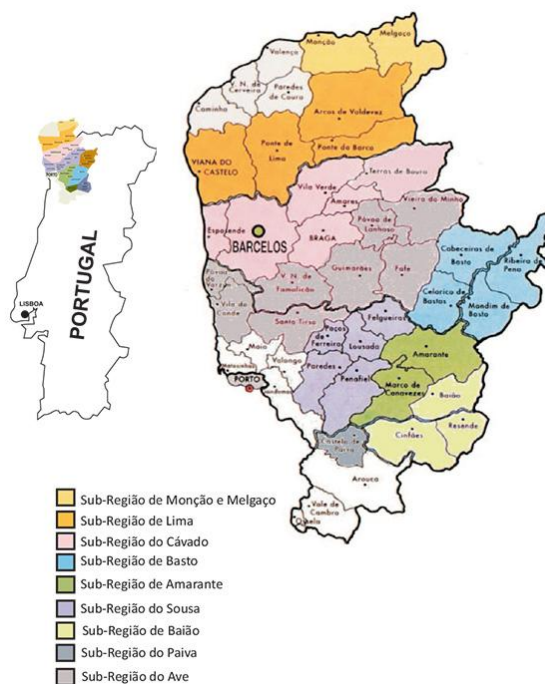 Monção
Melgaço
Valença
V. N. de
Cerveira
Paredes
de Coura
Caminha
Arcos de Valdevez
Ponte de
Lima
Ponte da Barca
VIANA DO
CASTELO
Terras de Bouro
Vila Verde
Amares
Vieira do Minho
Póvoa de
Lanhoso
Esposende
BARCELOS
BRAGA
Cabeceiras de
Basto
Ribeira de
Pena
Guimarães
Fafe
V. N. de
Famalicão
Póvoa
do Varzim
Celorico de
Bastos
Mondim de
Basto
Vila do
Conde
Santo Tirso
Felgueiras
Paços
de
Ferreira
Lousada
Maia
Matosinhos
Valongo
Paredes
Penafiel
Amarante
PORTO
Gondomar
Marco de
Canavezes
Baião
Castelo de
Paiva
Cinfães
Resende
Arouca
Vale de
Cambra
LISBOA
PORTUGAL
Sub-Região de Monção e Melgaço
Sub-Região de Lima
Sub-Região do Cávado
Sub-Região de Basto
Sub-Região de Amarante
Sub-Região do Sousa
Sub-Região de Baião
Sub-Região do Paiva
Sub-Região do Ave